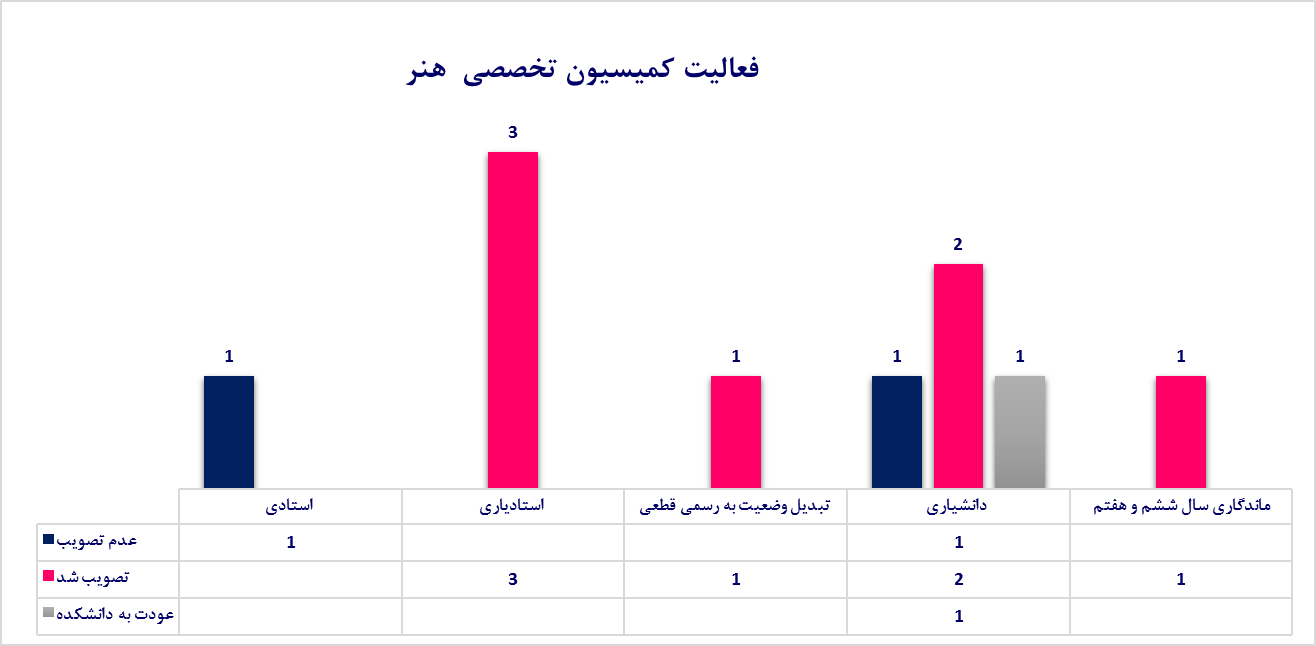 فعالیت کمیسیون تخصصی هنر
3
2
1
1
1
1
1
استادی
استادیاری
تبدیل وضعیت به رسمی قطعی
دانشیاری
ماندگاری سال ششم و هفتم
عدم تصویب 1 1
تصویب شد 3 1 2 1
عودت به دانشکده 1